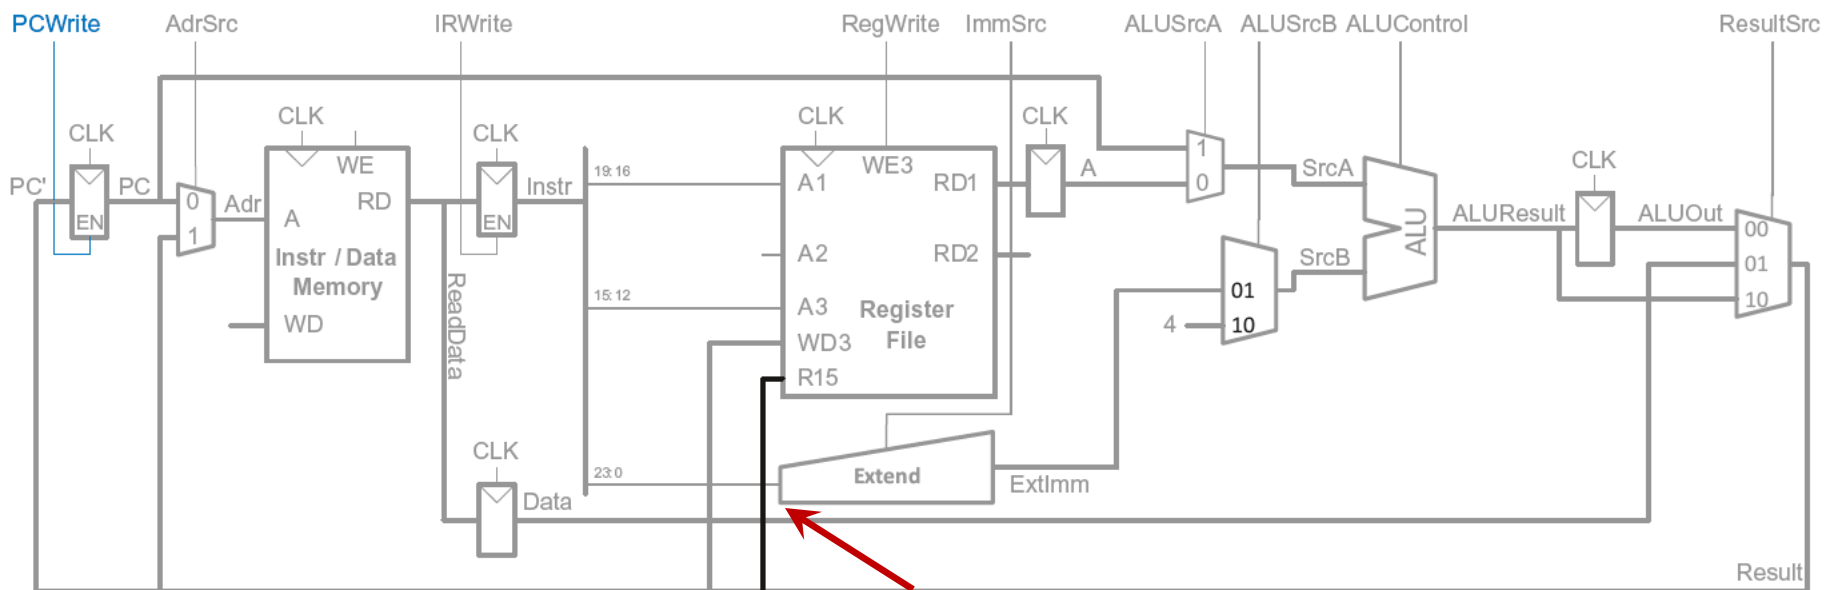 PCWrite AdrSrc IRWrite RegWrite ImmSrc ALUSrcA ALUSrcB ALUControl ResultSrc
CLK CLK CLK CLK CLK CLK
PC' PC EN
0 1 Adr
WE
A RD
Instr / Data
Memory
WD
EN
Instr
ReadData
CLK
Data
19:16
15:12
23:0
A1 WE3 RD1
A2 RD2
A3
Register
File
WD3
R15
Extend
ExtImm
A
1
0
SrcA
01
10
4
SrcB
ALU
ALUResult
ALUOut
00
01
10
Result